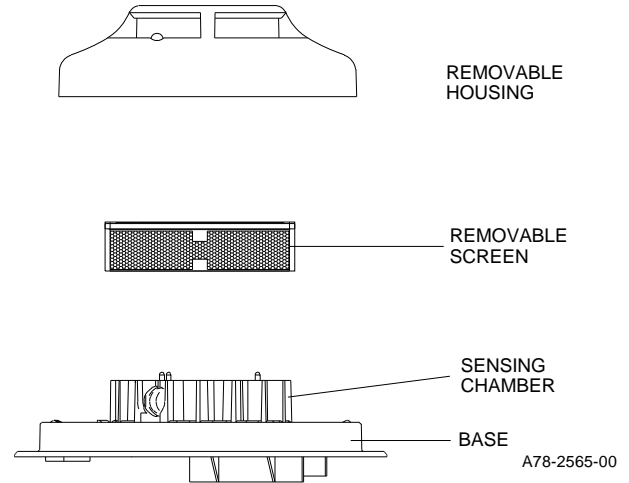 REMOVABLE
HOUSING
REMOVABLE
SCREEN
SENSING
CHAMBER
BASE
A78-2565-00